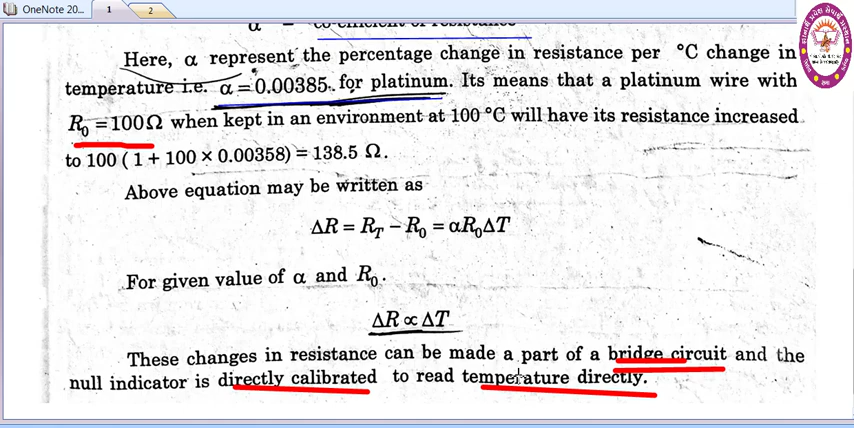 OneNote 20...
1
2
α = co-efficient of resistance
Here, α represent the percentage change in resistance per °C change in
temperature i.e. α = 0.00385. for platinum. Its means that a platinum wire with
R₀ = 100Ω when kept in an environment at 100 °C will have its resistance increased
to 100 ( 1 + 100 × 0.00358) = 138.5 Ω.
Above equation may be written as
ΔR = R_T − R₀ = αR₀ΔT
For given value of α and R₀.
ΔR ∝ ΔT
These changes in resistance can be made a part of a bridge circuit and the
null indicator is directly calibrated to read temperature directly.